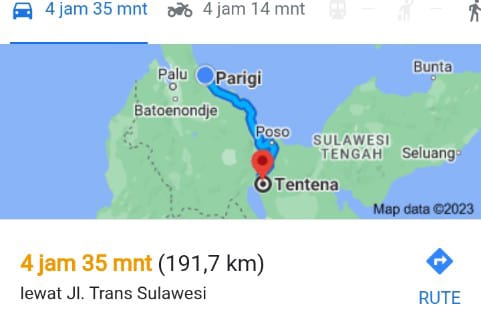 4 jam 35 mnt 4 jam 14 mnt — —
Palu
Parigi
Bunta
Batoenondje
Poso
SULAWESI
TENGAH
Seluang
Tentena
Map data ©2023
4 jam 35 mnt (191,7 km)
lewat Jl. Trans Sulawesi
RUTE